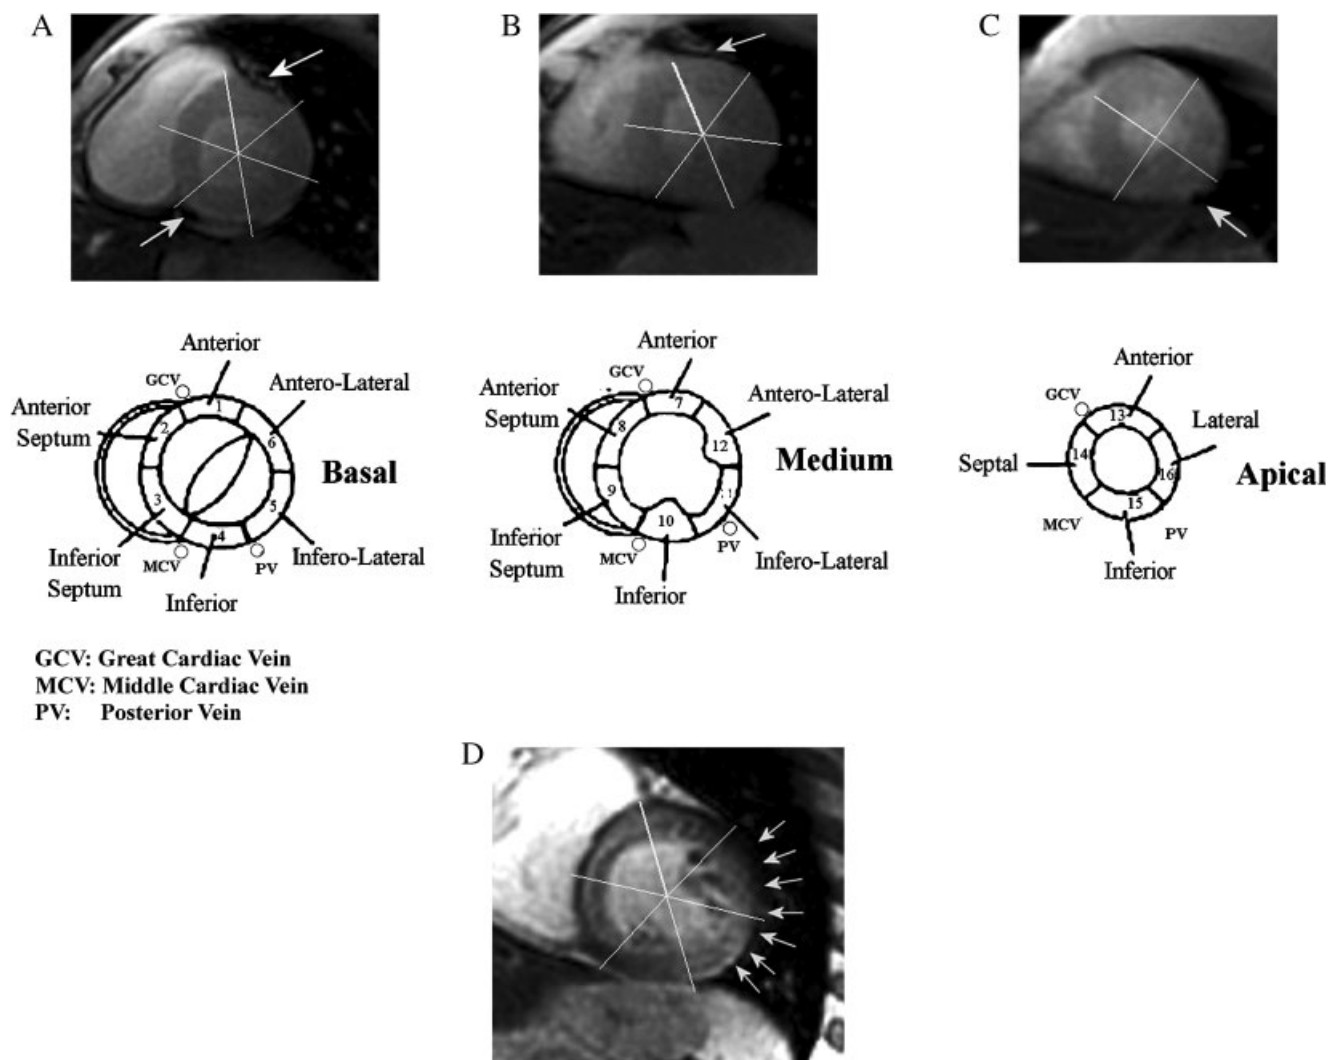 A
B
C
Anterior
GCV
Antero-Lateral
Anterior
Septum
1
2
6
Basal
3
5
4
Inferior
Septum
MCV
PV
Infero-Lateral
Inferior
Anterior
GCV
Anterior
Septum
7
Antero-Lateral
8
12
Medium
9
10
Inferior
Septum
MCV
PV
Infero-Lateral
Inferior
Anterior
GCV
13
Lateral
Septal
14
16
Apical
15
MCV
PV
Inferior
GCV: Great Cardiac Vein
MCV: Middle Cardiac Vein
PV: Posterior Vein
D